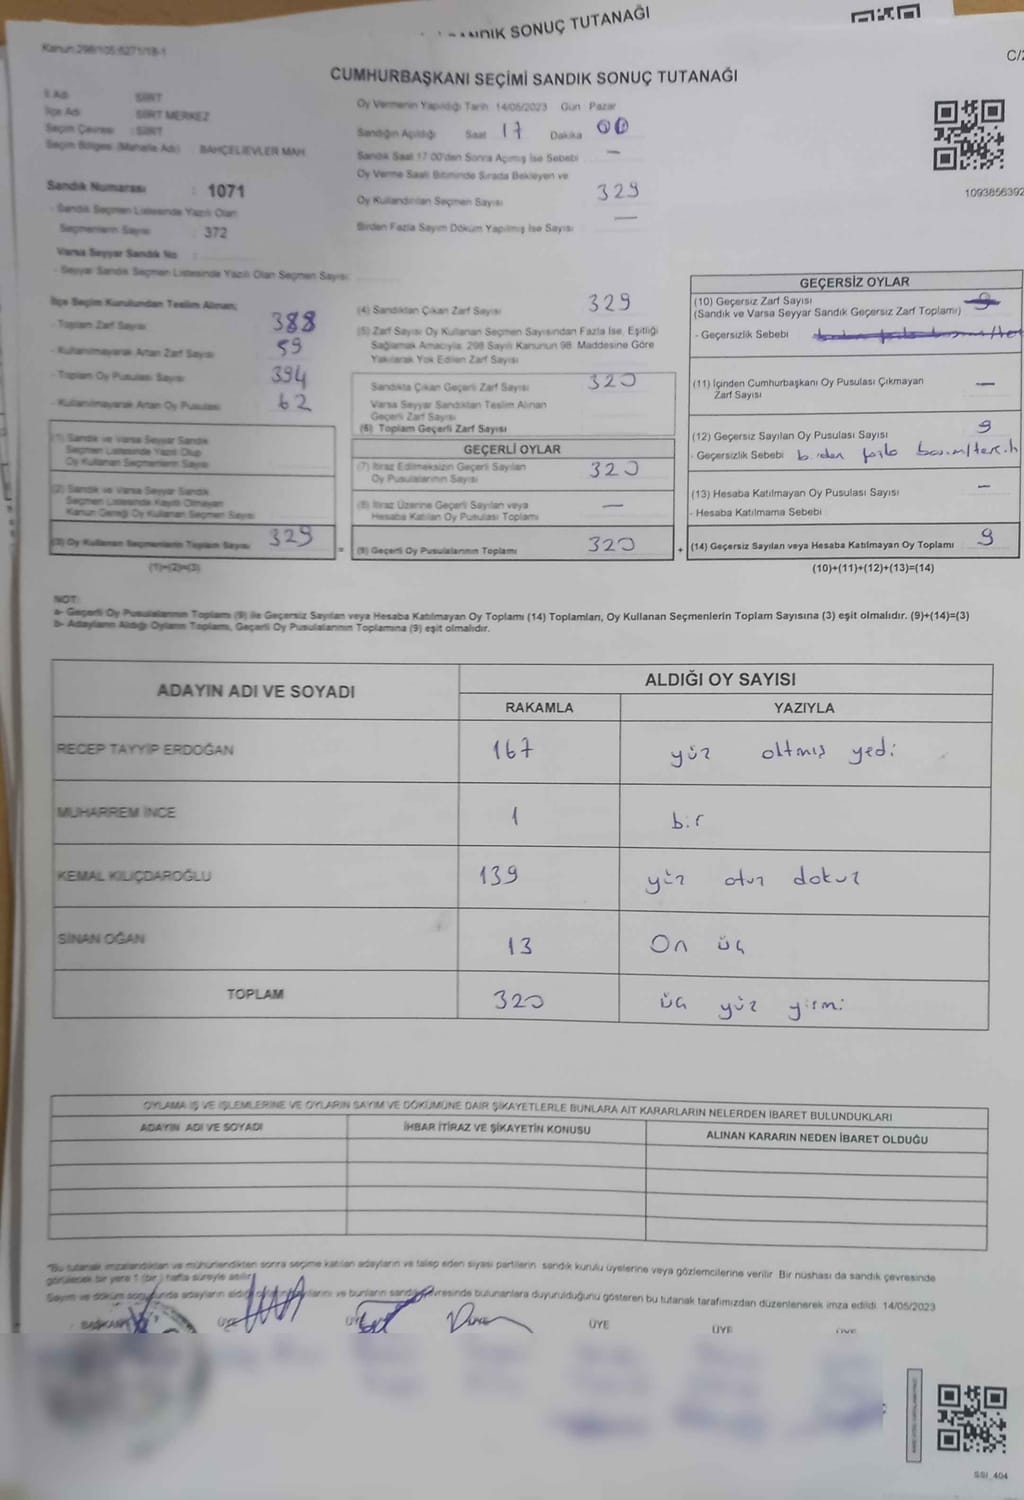 SANDIK SONUÇ TUTANAĞI
Kanun:298/105 6271/18-1
C/2
CUMHURBAŞKANI SEÇİMİ SANDIK SONUÇ TUTANAĞI
İl Adı : SİİRT
İlçe Adı : SİİRT MERKEZ
Seçim Çevresi : SİİRT
Seçim Bölgesi (Mahalle Adı) : BAHÇELİEVLER MAH.
Sandık Numarası : 1071
- Sandık Seçmen Listesinde Yazılı Olan
Seçmenlerin Sayısı : 372
Varsa Seyyar Sandık No :
- Seyyar Sandık Seçmen Listesinde Yazılı Olan Seçmen Sayısı:
Oy Vermenin Yapıldığı Tarih 14/05/2023 Gün Pazar
Sandığın Açıldığı Saat 17 Dakika 00
Sandık Saat 17:00'den Sonra Açılmış İse Sebebi —
Oy Verme Saati Bitiminde Sırada Bekleyen ve
Oy Kullandırılan Seçmen Sayısı 329
Birden Fazla Sayım Döküm Yapılmış İse Sayısı —
1093856392
İlçe Seçim Kurulundan Teslim Alınan;
- Toplam Zarf Sayısı 388
- Kullanılmayarak Artan Zarf Sayısı 59
- Toplam Oy Pusulası Sayısı 394
- Kullanılmayarak Artan Oy Pusulası 62
(1) Sandık ve Varsa Seyyar Sandık
Seçmen Listesinde Yazılı Olup
Oy Kullanan Seçmenlerin Sayısı
(2) Sandık ve Varsa Seyyar Sandık
Seçmen Listesinde Kayıtlı Olmayan
Kanun Gereği Oy Kullanan Seçmen Sayısı
(3) Oy Kullanan Seçmenlerin Toplam Sayısı 329
(1)+(2)=(3)
(4) Sandıktan Çıkan Zarf Sayısı 329
(5) Zarf Sayısı Oy Kullanan Seçmen Sayısından Fazla İse, Eşitliği
Sağlamak Amacıyla, 298 Sayılı Kanunun 98. Maddesine Göre
Yakılarak Yok Edilen Zarf Sayısı
Sandıkta Çıkan Geçerli Zarf Sayısı 320
Varsa Seyyar Sandıktan Teslim Alınan
Geçerli Zarf Sayısı
(6) Toplam Geçerli Zarf Sayısı
GEÇERLİ OYLAR
(7) İtiraz Edilmeksizin Geçerli Sayılan
Oy Pusulalarının Sayısı 320
(8) İtiraz Üzerine Geçerli Sayılan veya
Hesaba Katılan Oy Pusulası Toplamı —
= (9) Geçerli Oy Pusulalarının Toplamı 320
GEÇERSİZ OYLAR
(10) Geçersiz Zarf Sayısı
(Sandık ve Varsa Seyyar Sandık Geçersiz Zarf Toplamı) 9
- Geçersizlik Sebebi
(11) İçinden Cumhurbaşkanı Oy Pusulası Çıkmayan
Zarf Sayısı —
(12) Geçersiz Sayılan Oy Pusulası Sayısı 9
- Geçersizlik Sebebi birden fazla basım/tercih
(13) Hesaba Katılmayan Oy Pusulası Sayısı —
- Hesaba Katılmama Sebebi
+ (14) Geçersiz Sayılan veya Hesaba Katılmayan Oy Toplamı 9
(10)+(11)+(12)+(13)=(14)
NOT:
a- Geçerli Oy Pusulalarının Toplamı (9) ile Geçersiz Sayılan veya Hesaba Katılmayan Oy Toplamı (14) Toplamları, Oy Kullanan Seçmenlerin Toplam Sayısına (3) eşit olmalıdır. (9)+(14)=(3)
b- Adayların Aldığı Oyların Toplamı, Geçerli Oy Pusulalarının Toplamına (9) eşit olmalıdır.
ADAYIN ADI VE SOYADI ALDIĞI OY SAYISI
RAKAMLA YAZIYLA
RECEP TAYYİP ERDOĞAN 167 yüz altmış yedi
MUHARREM İNCE 1 bir
KEMAL KILIÇDAROĞLU 139 yüz otuz dokuz
SİNAN OĞAN 13 On üç
TOPLAM 320 üç yüz yirmi
OYLAMA İŞ VE İŞLEMLERİNE VE OYLARIN SAYIM VE DÖKÜMÜNE DAİR ŞİKAYETLERLE BUNLARA AİT KARARLARIN NELERDEN İBARET BULUNDUKLARI
ADAYIN ADI VE SOYADI İHBAR İTİRAZ VE ŞİKAYETİN KONUSU ALINAN KARARIN NEDEN İBARET OLDUĞU
*Bu tutanak imzalandıktan ve mühürlendikten sonra seçime katılan adayların ve talep eden siyasi partilerin sandık kurulu üyelerine veya gözlemcilerine verilir. Bir nüshası da sandık çevresinde
görülecek bir yere 1 (bir) hafta süreyle asılır.
Sayım ve döküm sonucunda adayların aldığı bunların sandık çevresinde bulunanlara duyurulduğunu gösteren bu tutanak tarafımızdan düzenlenerek imza edildi. 14/05/2023
BAŞKAN ÜYE ÜYE ÜYE ÜYE ÜYE
SSI_404